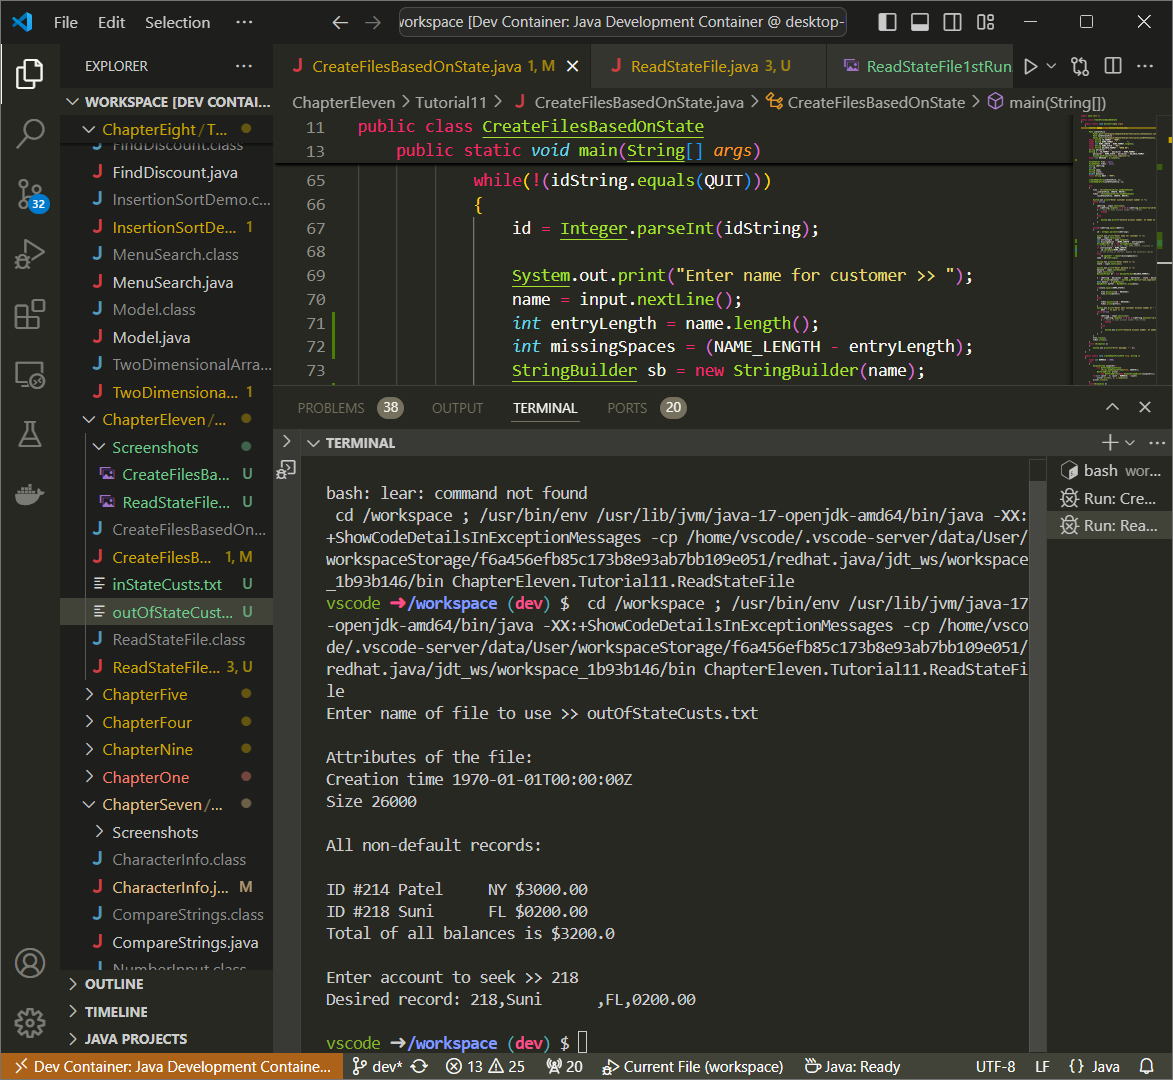 File Edit Selection ···
workspace [Dev Container: Java Development Container @ desktop-
EXPLORER ···
WORKSPACE [DEV CONTAI...
ChapterEight / T...
FindDiscount.class
FindDiscount.java
InsertionSortDemo.c...
InsertionSortDe... 1
MenuSearch.class
MenuSearch.java
Model.class
Model.java
TwoDimensionalArra...
TwoDimensiona... 1
ChapterEleven / ...
Screenshots
CreateFilesBa... U
ReadStateFile... U
CreateFilesBasedOn...
CreateFilesB... 1, M
inStateCusts.txt U
outOfStateCust... U
ReadStateFile.class
ReadStateFile... 3, U
ChapterFive
ChapterFour
ChapterNine
ChapterOne
ChapterSeven / ...
Screenshots
CharacterInfo.class
CharacterInfo.j... M
CompareStrings.class
CompareStrings.java
NumberInput.class
OUTLINE
TIMELINE
JAVA PROJECTS
32
CreateFilesBasedOnState.java 1, M
ReadStateFile.java 3, U
ReadStateFile1stRun
ChapterEleven > Tutorial11 > CreateFilesBasedOnState.java > CreateFilesBasedOnState > main(String[])
11 public class CreateFilesBasedOnState
13 public static void main(String[] args)
65 while(!(idString.equals(QUIT)))
66 {
67 id = Integer.parseInt(idString);
68
69 System.out.print("Enter name for customer >> ");
70 name = input.nextLine();
71 int entryLength = name.length();
72 int missingSpaces = (NAME_LENGTH - entryLength);
73 StringBuilder sb = new StringBuilder(name);
PROBLEMS 38 OUTPUT TERMINAL PORTS 20
TERMINAL
bash wor...
Run: Cre...
Run: Rea...
bash: lear: command not found
cd /workspace ; /usr/bin/env /usr/lib/jvm/java-17-openjdk-amd64/bin/java -XX:
+ShowCodeDetailsInExceptionMessages -cp /home/vscode/.vscode-server/data/User/
workspaceStorage/f6a456efb85c173b8e93ab7bb109e051/redhat.java/jdt_ws/workspace
_1b93b146/bin ChapterEleven.Tutorial11.ReadStateFile
vscode ➜/workspace (dev) $ cd /workspace ; /usr/bin/env /usr/lib/jvm/java-17
-openjdk-amd64/bin/java -XX:+ShowCodeDetailsInExceptionMessages -cp /home/vsco
de/.vscode-server/data/User/workspaceStorage/f6a456efb85c173b8e93ab7bb109e051/
redhat.java/jdt_ws/workspace_1b93b146/bin ChapterEleven.Tutorial11.ReadStateFi
le
Enter name of file to use >> outOfStateCusts.txt
Attributes of the file:
Creation time 1970-01-01T00:00:00Z
Size 26000
All non-default records:
ID #214 Patel NY $3000.00
ID #218 Suni FL $0200.00
Total of all balances is $3200.0
Enter account to seek >> 218
Desired record: 218,Suni ,FL,0200.00
vscode ➜/workspace (dev) $
Dev Container: Java Development Containe... dev* 13 25 20 Current File (workspace) Java: Ready UTF-8 LF {} Java